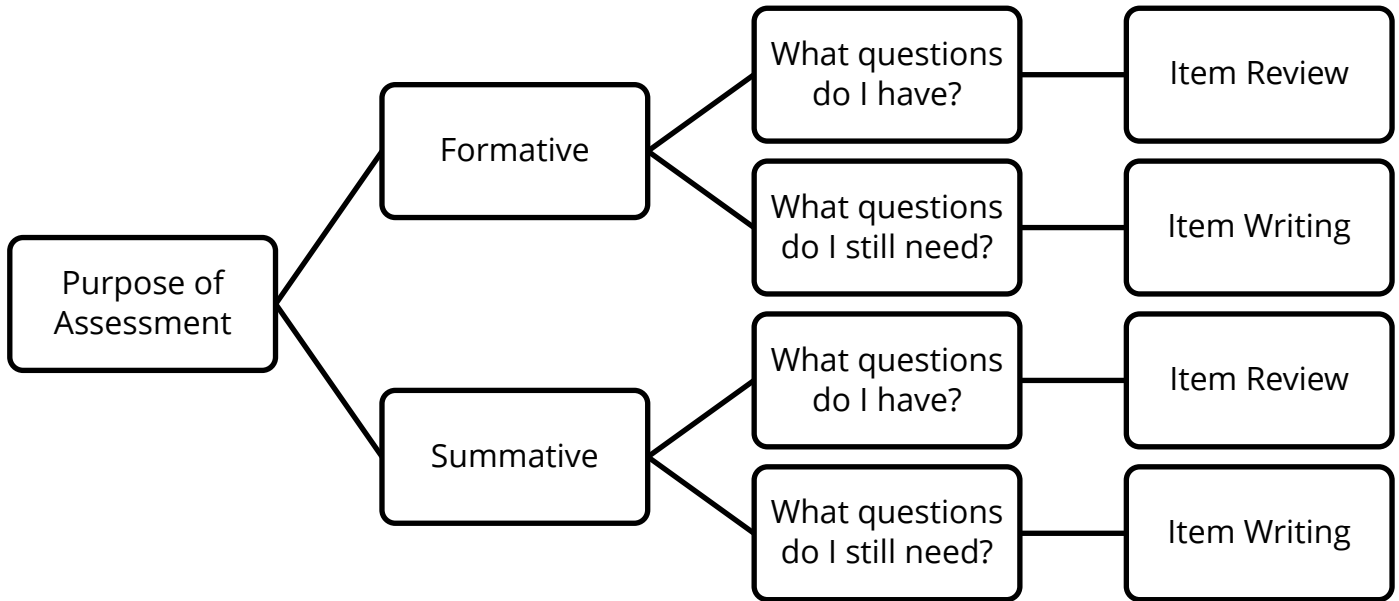 Purpose of
Assessment
Formative
What questions
do I have?
Item Review
What questions
do I still need?
Item Writing
Summative
What questions
do I have?
Item Review
What questions
do I still need?
Item Writing